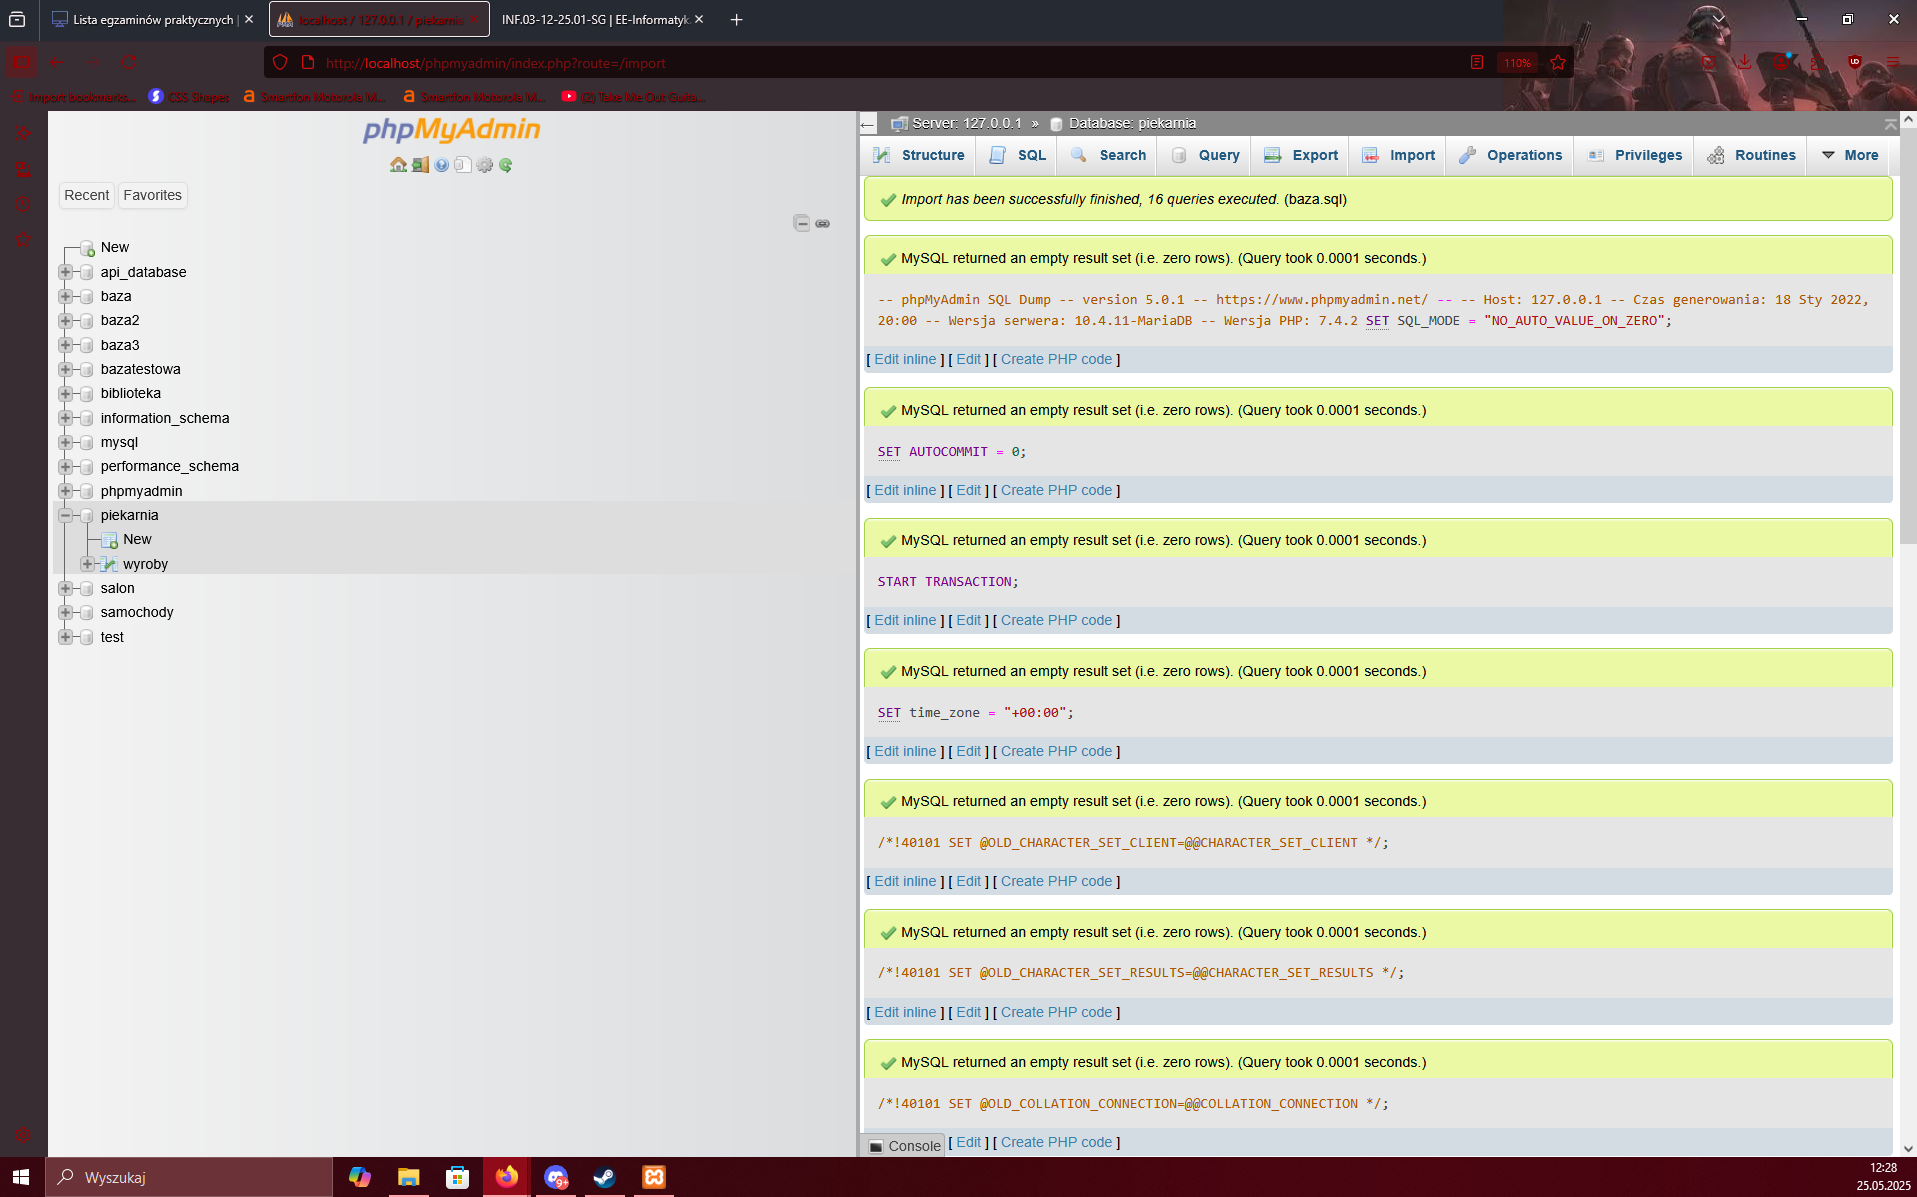 Lista egzaminów praktycznych |
localhost / 127.0.0.1 / piekarnia
INF.03-12-25.01-SG | EE-Informatyk
http://localhost/phpmyadmin/index.php?route=/import
110%
Import bookmarks...
CSS Shapes
Smartfon Motorola M...
Smartfon Motorola M...
(2) Take Me Out Guita...
phpMyAdmin
Recent
Favorites
New
api_database
baza
baza2
baza3
bazatestowa
biblioteka
information_schema
mysql
performance_schema
phpmyadmin
piekarnia
New
wyroby
salon
samochody
test
Server: 127.0.0.1 » Database: piekarnia
Structure
SQL
Search
Query
Export
Import
Operations
Privileges
Routines
More
Import has been successfully finished, 16 queries executed. (baza.sql)
MySQL returned an empty result set (i.e. zero rows). (Query took 0.0001 seconds.)
-- phpMyAdmin SQL Dump -- version 5.0.1 -- https://www.phpmyadmin.net/ -- -- Host: 127.0.0.1 -- Czas generowania: 18 Sty 2022,
20:00 -- Wersja serwera: 10.4.11-MariaDB -- Wersja PHP: 7.4.2 SET SQL_MODE = "NO_AUTO_VALUE_ON_ZERO";
[ Edit inline ] [ Edit ] [ Create PHP code ]
MySQL returned an empty result set (i.e. zero rows). (Query took 0.0001 seconds.)
SET AUTOCOMMIT = 0;
[ Edit inline ] [ Edit ] [ Create PHP code ]
MySQL returned an empty result set (i.e. zero rows). (Query took 0.0001 seconds.)
START TRANSACTION;
[ Edit inline ] [ Edit ] [ Create PHP code ]
MySQL returned an empty result set (i.e. zero rows). (Query took 0.0001 seconds.)
SET time_zone = "+00:00";
[ Edit inline ] [ Edit ] [ Create PHP code ]
MySQL returned an empty result set (i.e. zero rows). (Query took 0.0001 seconds.)
/*!40101 SET @OLD_CHARACTER_SET_CLIENT=@@CHARACTER_SET_CLIENT */;
[ Edit inline ] [ Edit ] [ Create PHP code ]
MySQL returned an empty result set (i.e. zero rows). (Query took 0.0001 seconds.)
/*!40101 SET @OLD_CHARACTER_SET_RESULTS=@@CHARACTER_SET_RESULTS */;
[ Edit inline ] [ Edit ] [ Create PHP code ]
MySQL returned an empty result set (i.e. zero rows). (Query took 0.0001 seconds.)
/*!40101 SET @OLD_COLLATION_CONNECTION=@@COLLATION_CONNECTION */;
Console [ Edit ] [ Create PHP code ]
Wyszukaj
9+
12:28
25.05.2025